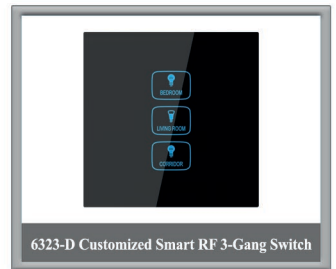 BEDROOM
LIVING ROOM
CORRIDOR
6323-D Customized Smart RF 3-Gang Switch